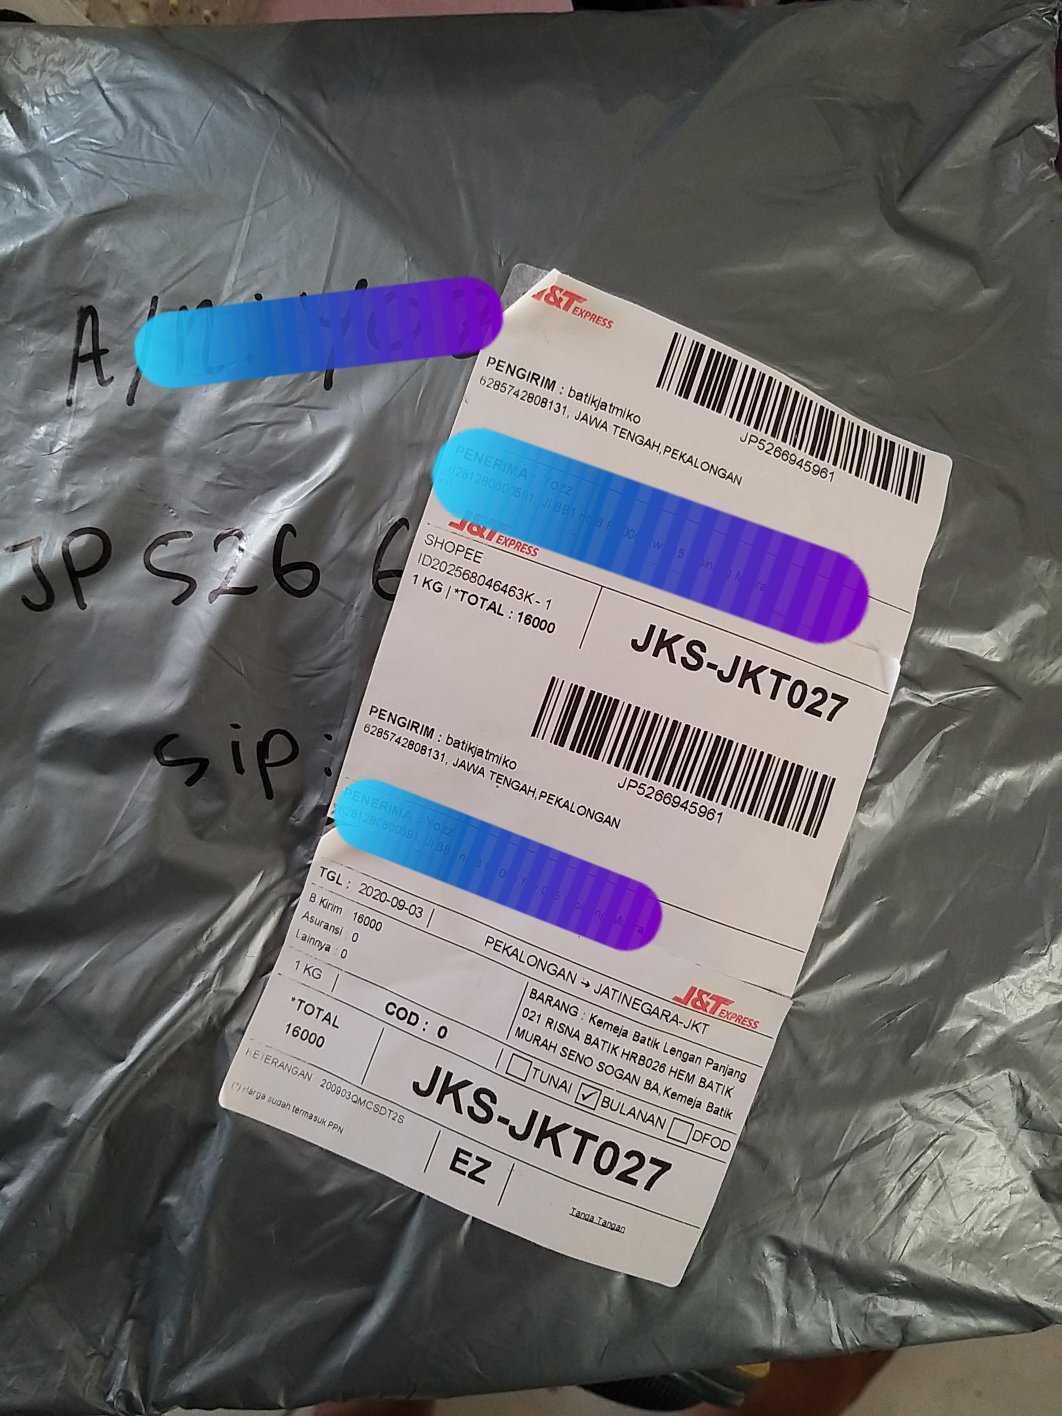 A/
JP 526 6
sip:
J&T EXPRESS
PENGIRIM : batikjatmiko
6285742808131, JAWA TENGAH,PEKALONGAN
JP5266945961
J&T EXPRESS
SHOPEE
ID202568046463K - 1
1 KG | *TOTAL : 16000
JKS-JKT027
PENGIRIM : batikjatmiko
6285742808131, JAWA TENGAH,PEKALONGAN
JP5266945961
TGL : 2020-09-03
B Kirim 16000
Asuransi : 0
Lainnya : 0
PEKALONGAN → JATINEGARA-JKT
J&T EXPRESS
1 KG
COD : 0
BARANG : Kemeja Batik Lengan Panjang
021 RISNA BATIK HRB026 HEM BATIK
MURAH SENO SOGAN BA,Kemeja Batik
*TOTAL
16000
TUNAI BULANAN DFOD
JKS-JKT027
KETERANGAN 200903QMCSDT2S
(*) Harga sudah termasuk PPN
EZ
Tanda Tangan